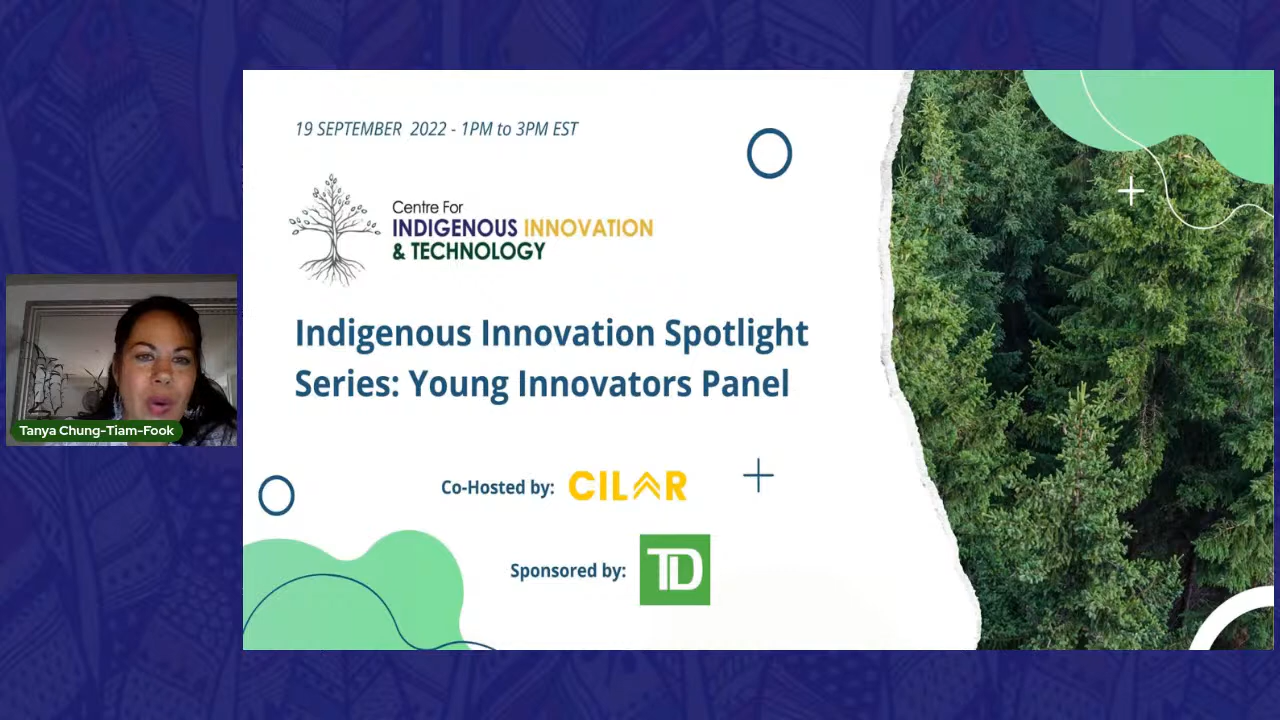 19 SEPTEMBER 2022 - 1PM to 3PM EST
Centre For
INDIGENOUS INNOVATION
& TECHNOLOGY
Indigenous Innovation Spotlight
Series: Young Innovators Panel
Co-Hosted by: CILAR
Sponsored by: TD
Tanya Chung-Tiam-Fook